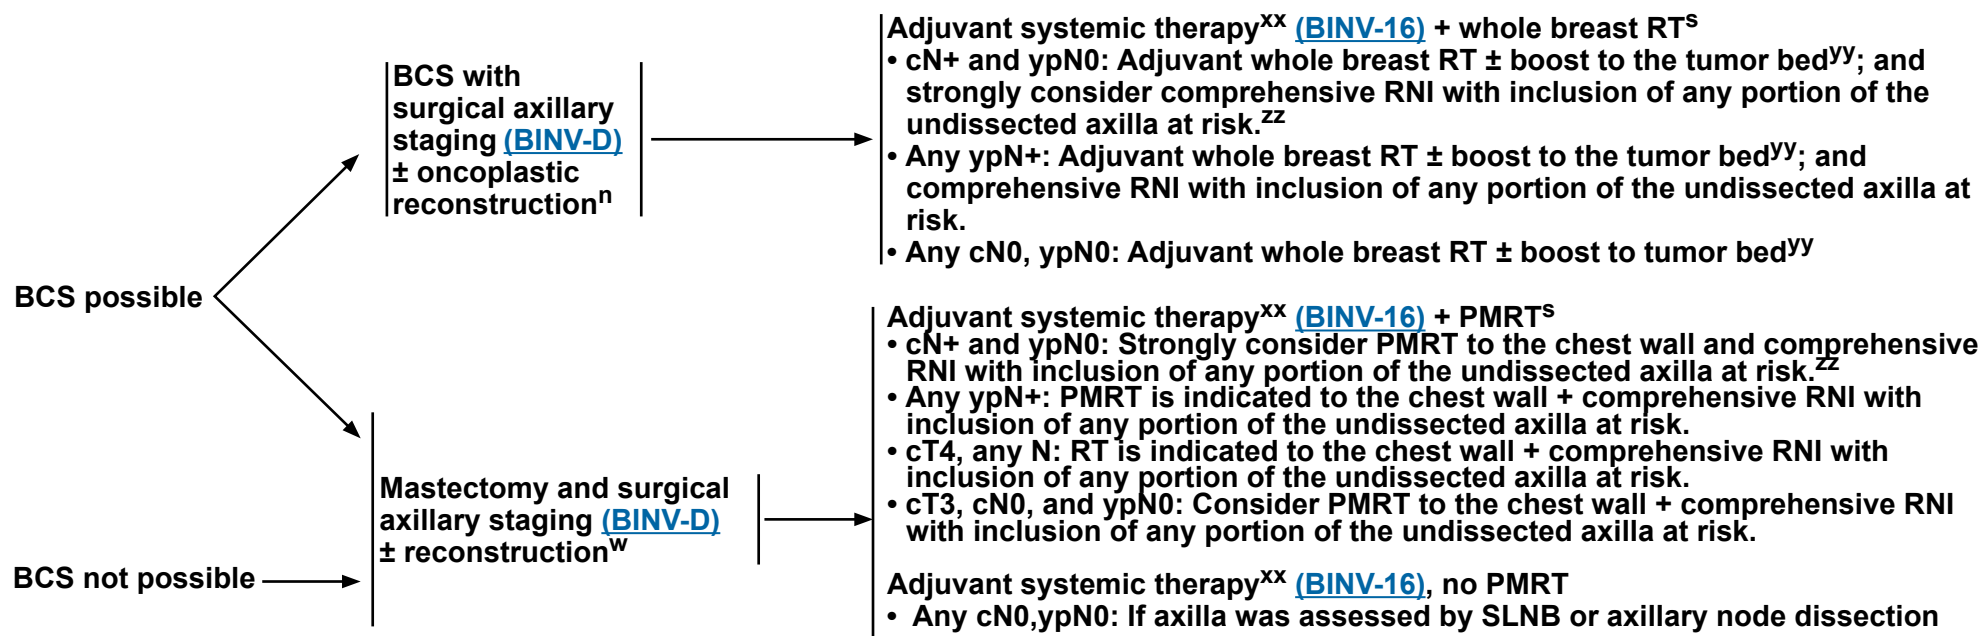 BCS possible
BCS not possible
BCS with
surgical axillary
staging (BINV-D)
± oncoplastic
reconstructionⁿ
Mastectomy and surgical
axillary staging (BINV-D)
± reconstructionʷ
Adjuvant systemic therapyˣˣ (BINV-16) + whole breast RTˢ
• cN+ and ypN0: Adjuvant whole breast RT ± boost to the tumor bedʸʸ; and
strongly consider comprehensive RNI with inclusion of any portion of the
undissected axilla at risk.ᶻᶻ
• Any ypN+: Adjuvant whole breast RT ± boost to the tumor bedʸʸ; and
comprehensive RNI with inclusion of any portion of the undissected axilla at
risk.
• Any cN0, ypN0: Adjuvant whole breast RT ± boost to tumor bedʸʸ
Adjuvant systemic therapyˣˣ (BINV-16) + PMRTˢ
• cN+ and ypN0: Strongly consider PMRT to the chest wall and comprehensive
RNI with inclusion of any portion of the undissected axilla at risk.ᶻᶻ
• Any ypN+: PMRT is indicated to the chest wall + comprehensive RNI with
inclusion of any portion of the undissected axilla at risk.
• cT4, any N: RT is indicated to the chest wall + comprehensive RNI with
inclusion of any portion of the undissected axilla at risk.
• cT3, cN0, and ypN0: Consider PMRT to the chest wall + comprehensive RNI
with inclusion of any portion of the undissected axilla at risk.
Adjuvant systemic therapyˣˣ (BINV-16), no PMRT
• Any cN0,ypN0: If axilla was assessed by SLNB or axillary node dissection